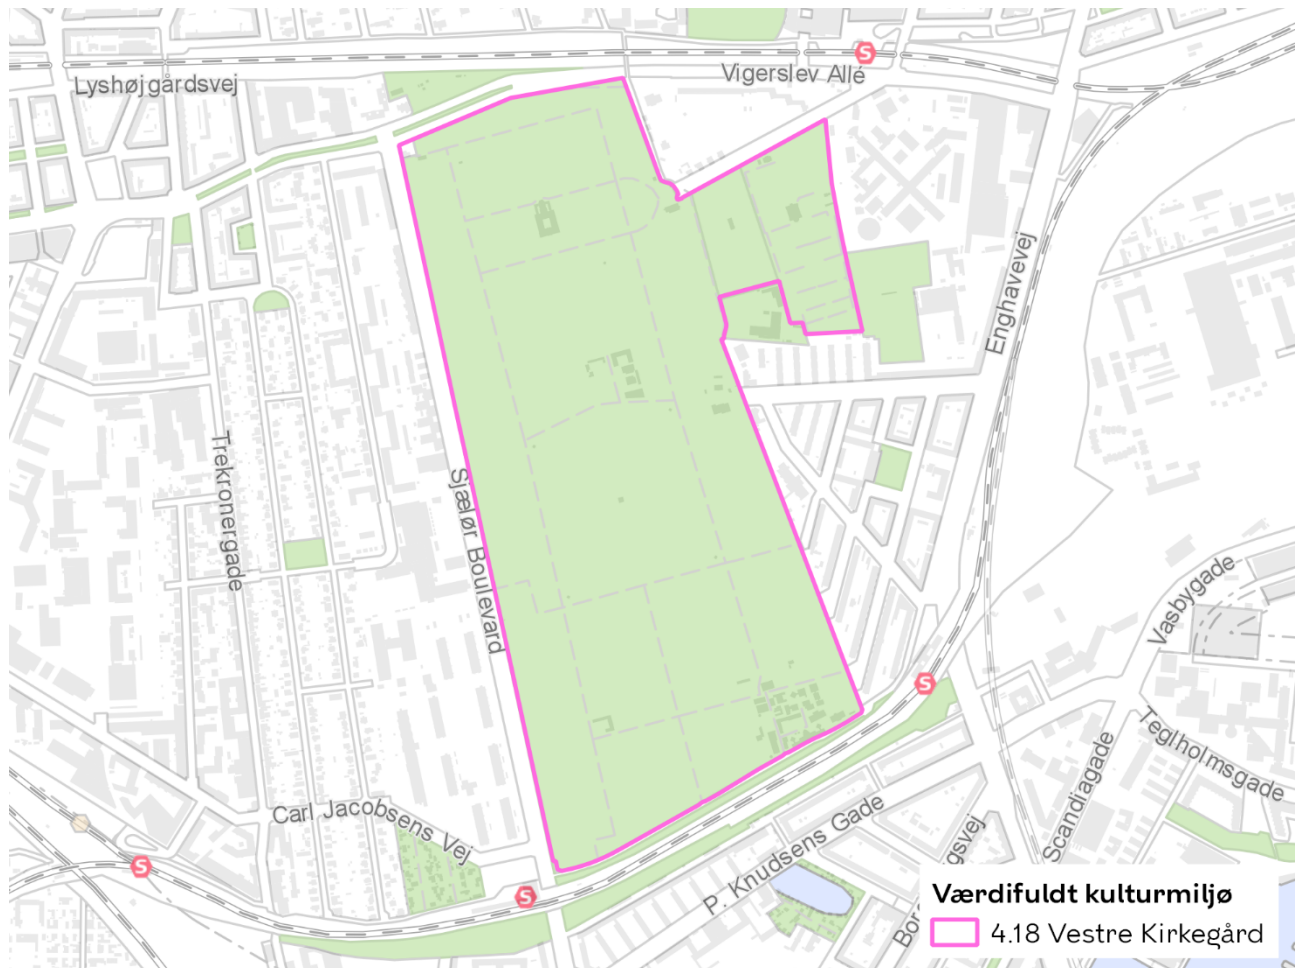 S
Vigerslev Allé
Lyshøjgårdsvej
Enghavevej
Trekronergade
Sjælør Boulevard
Vasbygade
S
Teglholmsgade
Scandiagade
Carl Jacobsens Vej
P. Knudsens Gade
S
S
Værdifuldt kulturmiljø
4.18 Vestre Kirkegård